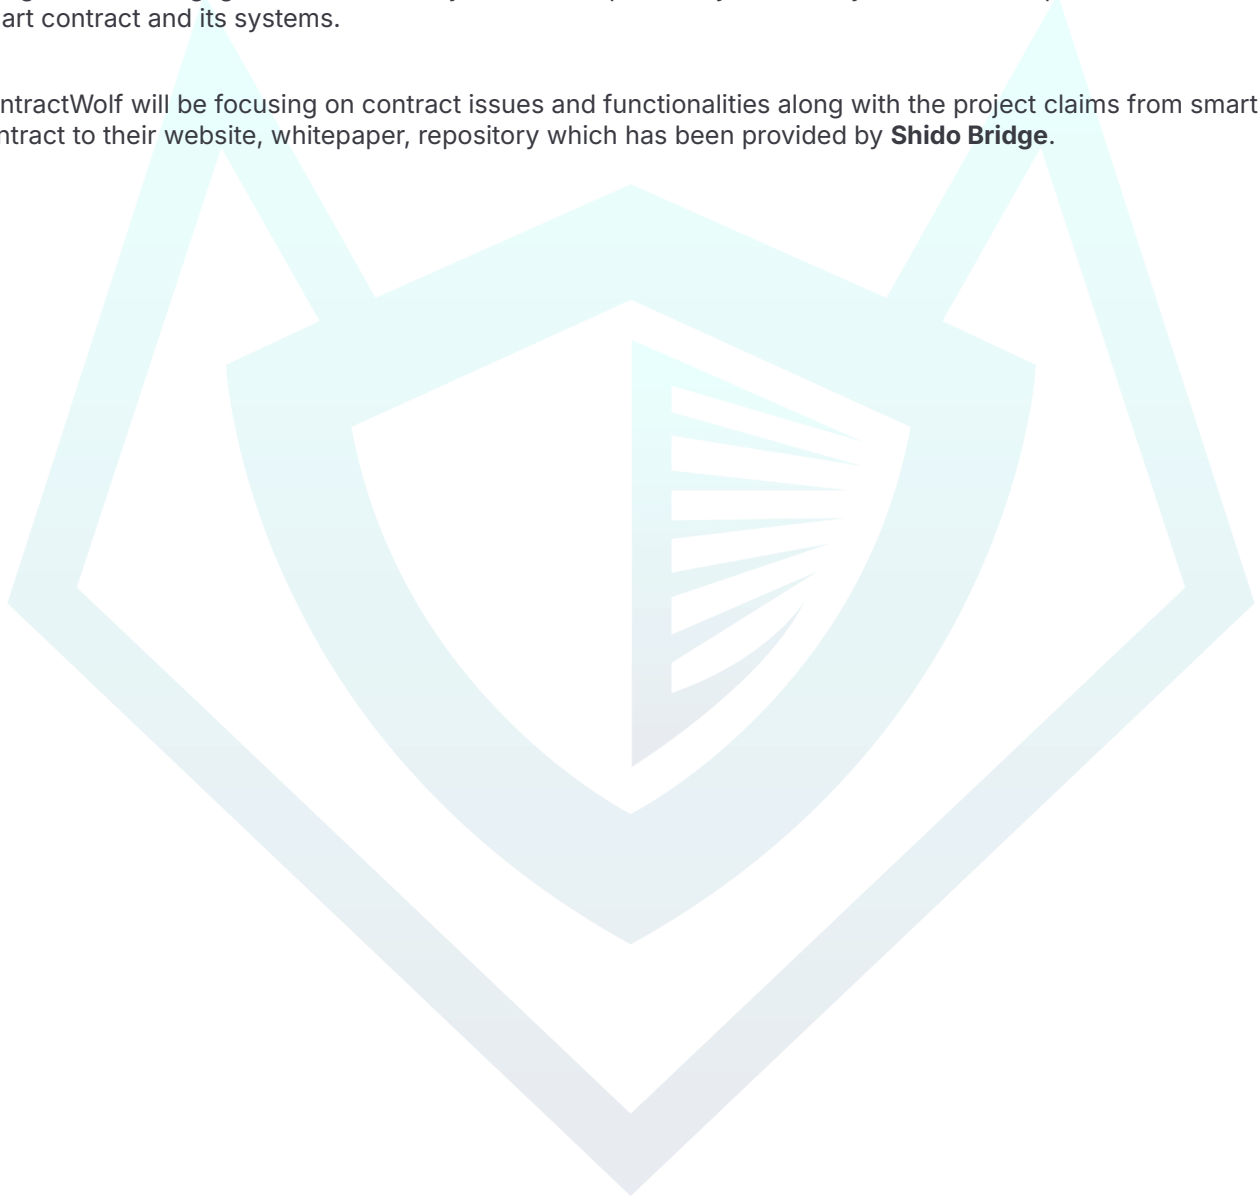 art contract and its systems.
ntractWolf will be focusing on contract issues and functionalities along with the project claims from smart
ntract to their website, whitepaper, repository which has been provided by Shido Bridge.